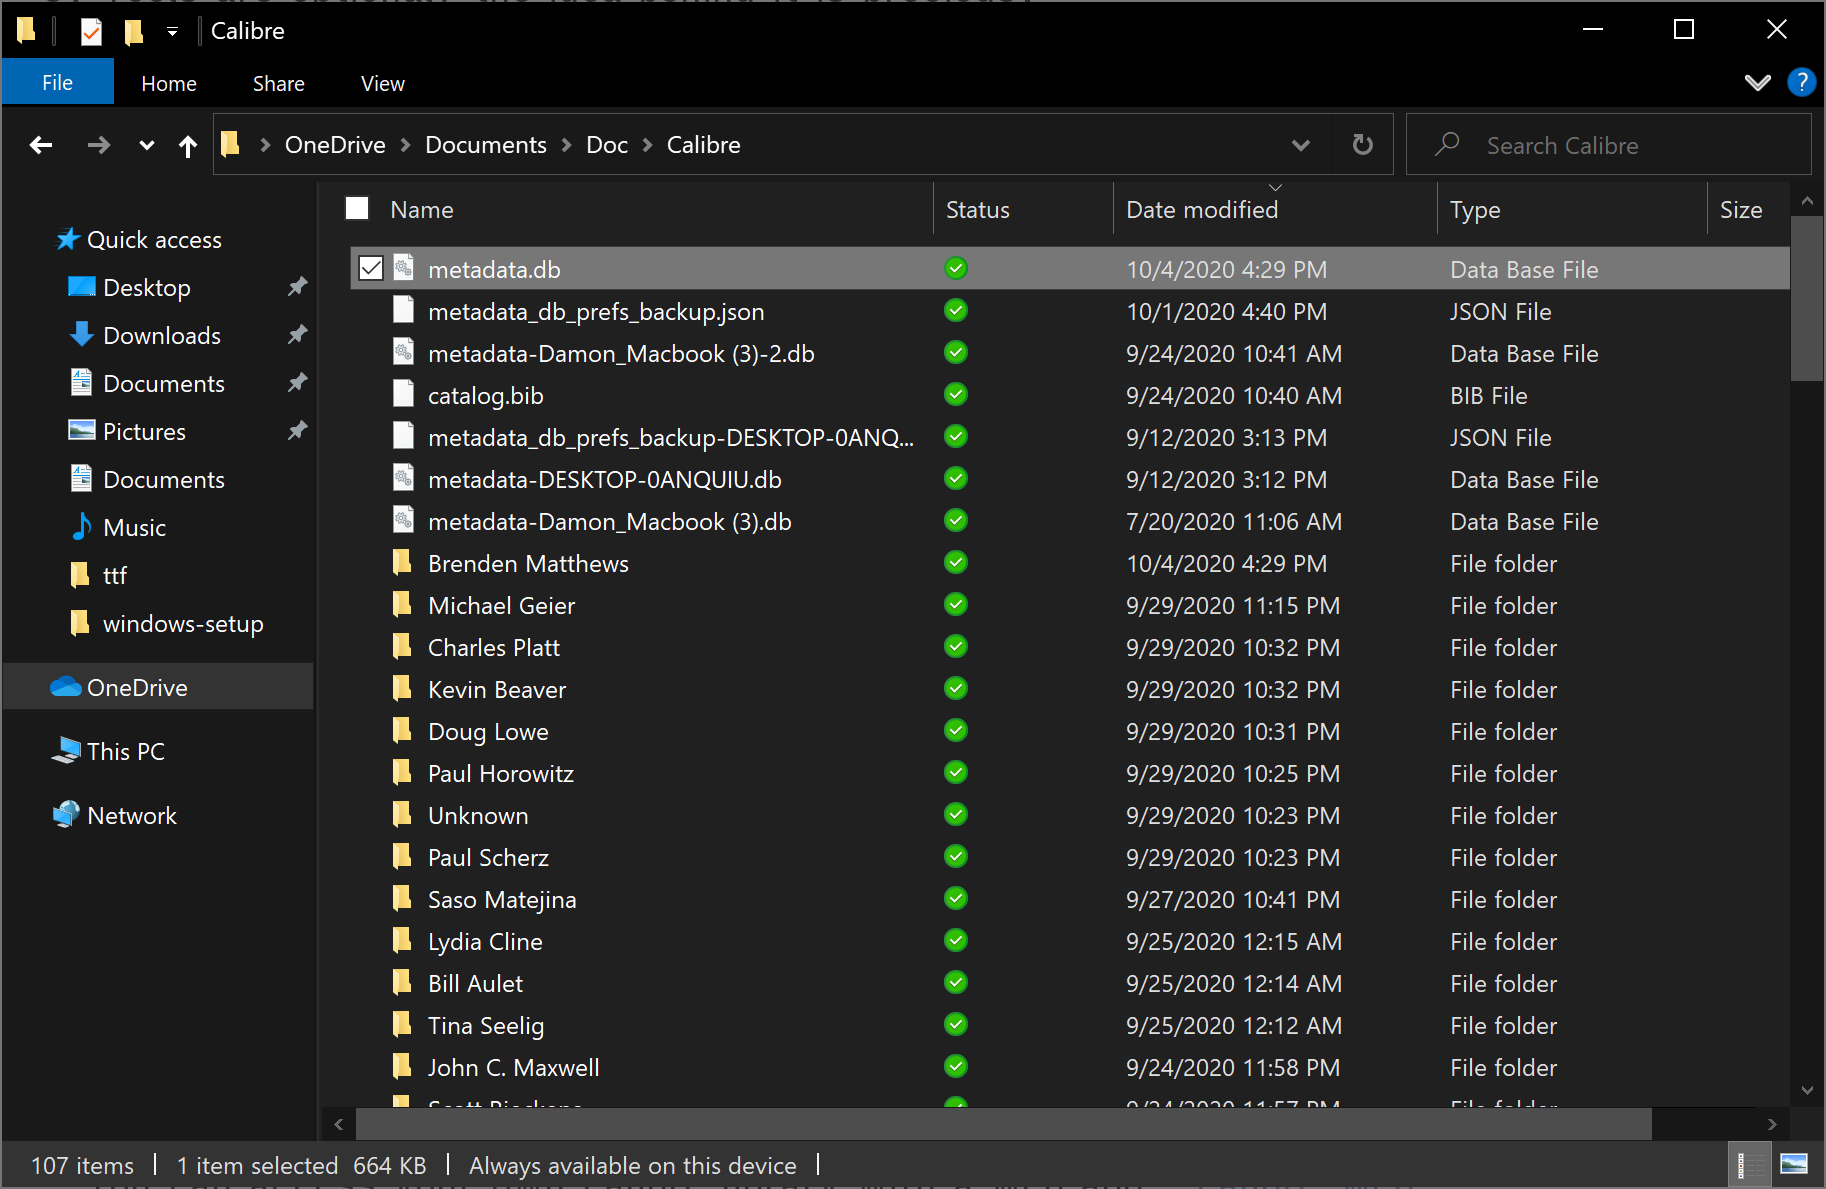 Calibre
File Home Share View
OneDrive > Documents > Doc > Calibre
Search Calibre
Name Status Date modified Type Size
Quick access
Desktop
Downloads
Documents
Pictures
Documents
Music
ttf
windows-setup
OneDrive
This PC
Network
metadata.db 10/4/2020 4:29 PM Data Base File
metadata_db_prefs_backup.json 10/1/2020 4:40 PM JSON File
metadata-Damon_Macbook (3)-2.db 9/24/2020 10:41 AM Data Base File
catalog.bib 9/24/2020 10:40 AM BIB File
metadata_db_prefs_backup-DESKTOP-0ANQ... 9/12/2020 3:13 PM JSON File
metadata-DESKTOP-0ANQUIU.db 9/12/2020 3:12 PM Data Base File
metadata-Damon_Macbook (3).db 7/20/2020 11:06 AM Data Base File
Brenden Matthews 10/4/2020 4:29 PM File folder
Michael Geier 9/29/2020 11:15 PM File folder
Charles Platt 9/29/2020 10:32 PM File folder
Kevin Beaver 9/29/2020 10:32 PM File folder
Doug Lowe 9/29/2020 10:31 PM File folder
Paul Horowitz 9/29/2020 10:25 PM File folder
Unknown 9/29/2020 10:23 PM File folder
Paul Scherz 9/29/2020 10:23 PM File folder
Saso Matejina 9/27/2020 10:41 PM File folder
Lydia Cline 9/25/2020 12:15 AM File folder
Bill Aulet 9/25/2020 12:14 AM File folder
Tina Seelig 9/25/2020 12:12 AM File folder
John C. Maxwell 9/24/2020 11:58 PM File folder
9/24/2020 11:57 PM File folder
107 items 1 item selected 664 KB Always available on this device